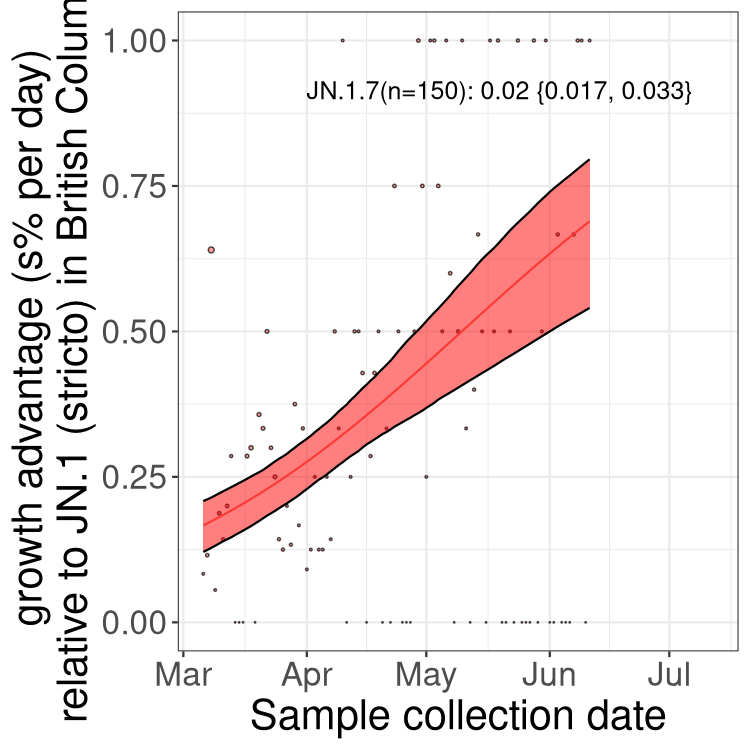 growth advantage (s% per day)
relative to JN.1 (stricto) in British Colum
1.00
0.75
0.50
0.25
0.00
JN.1.7(n=150): 0.02 {0.017, 0.033}
Mar Apr May Jun Jul
Sample collection date